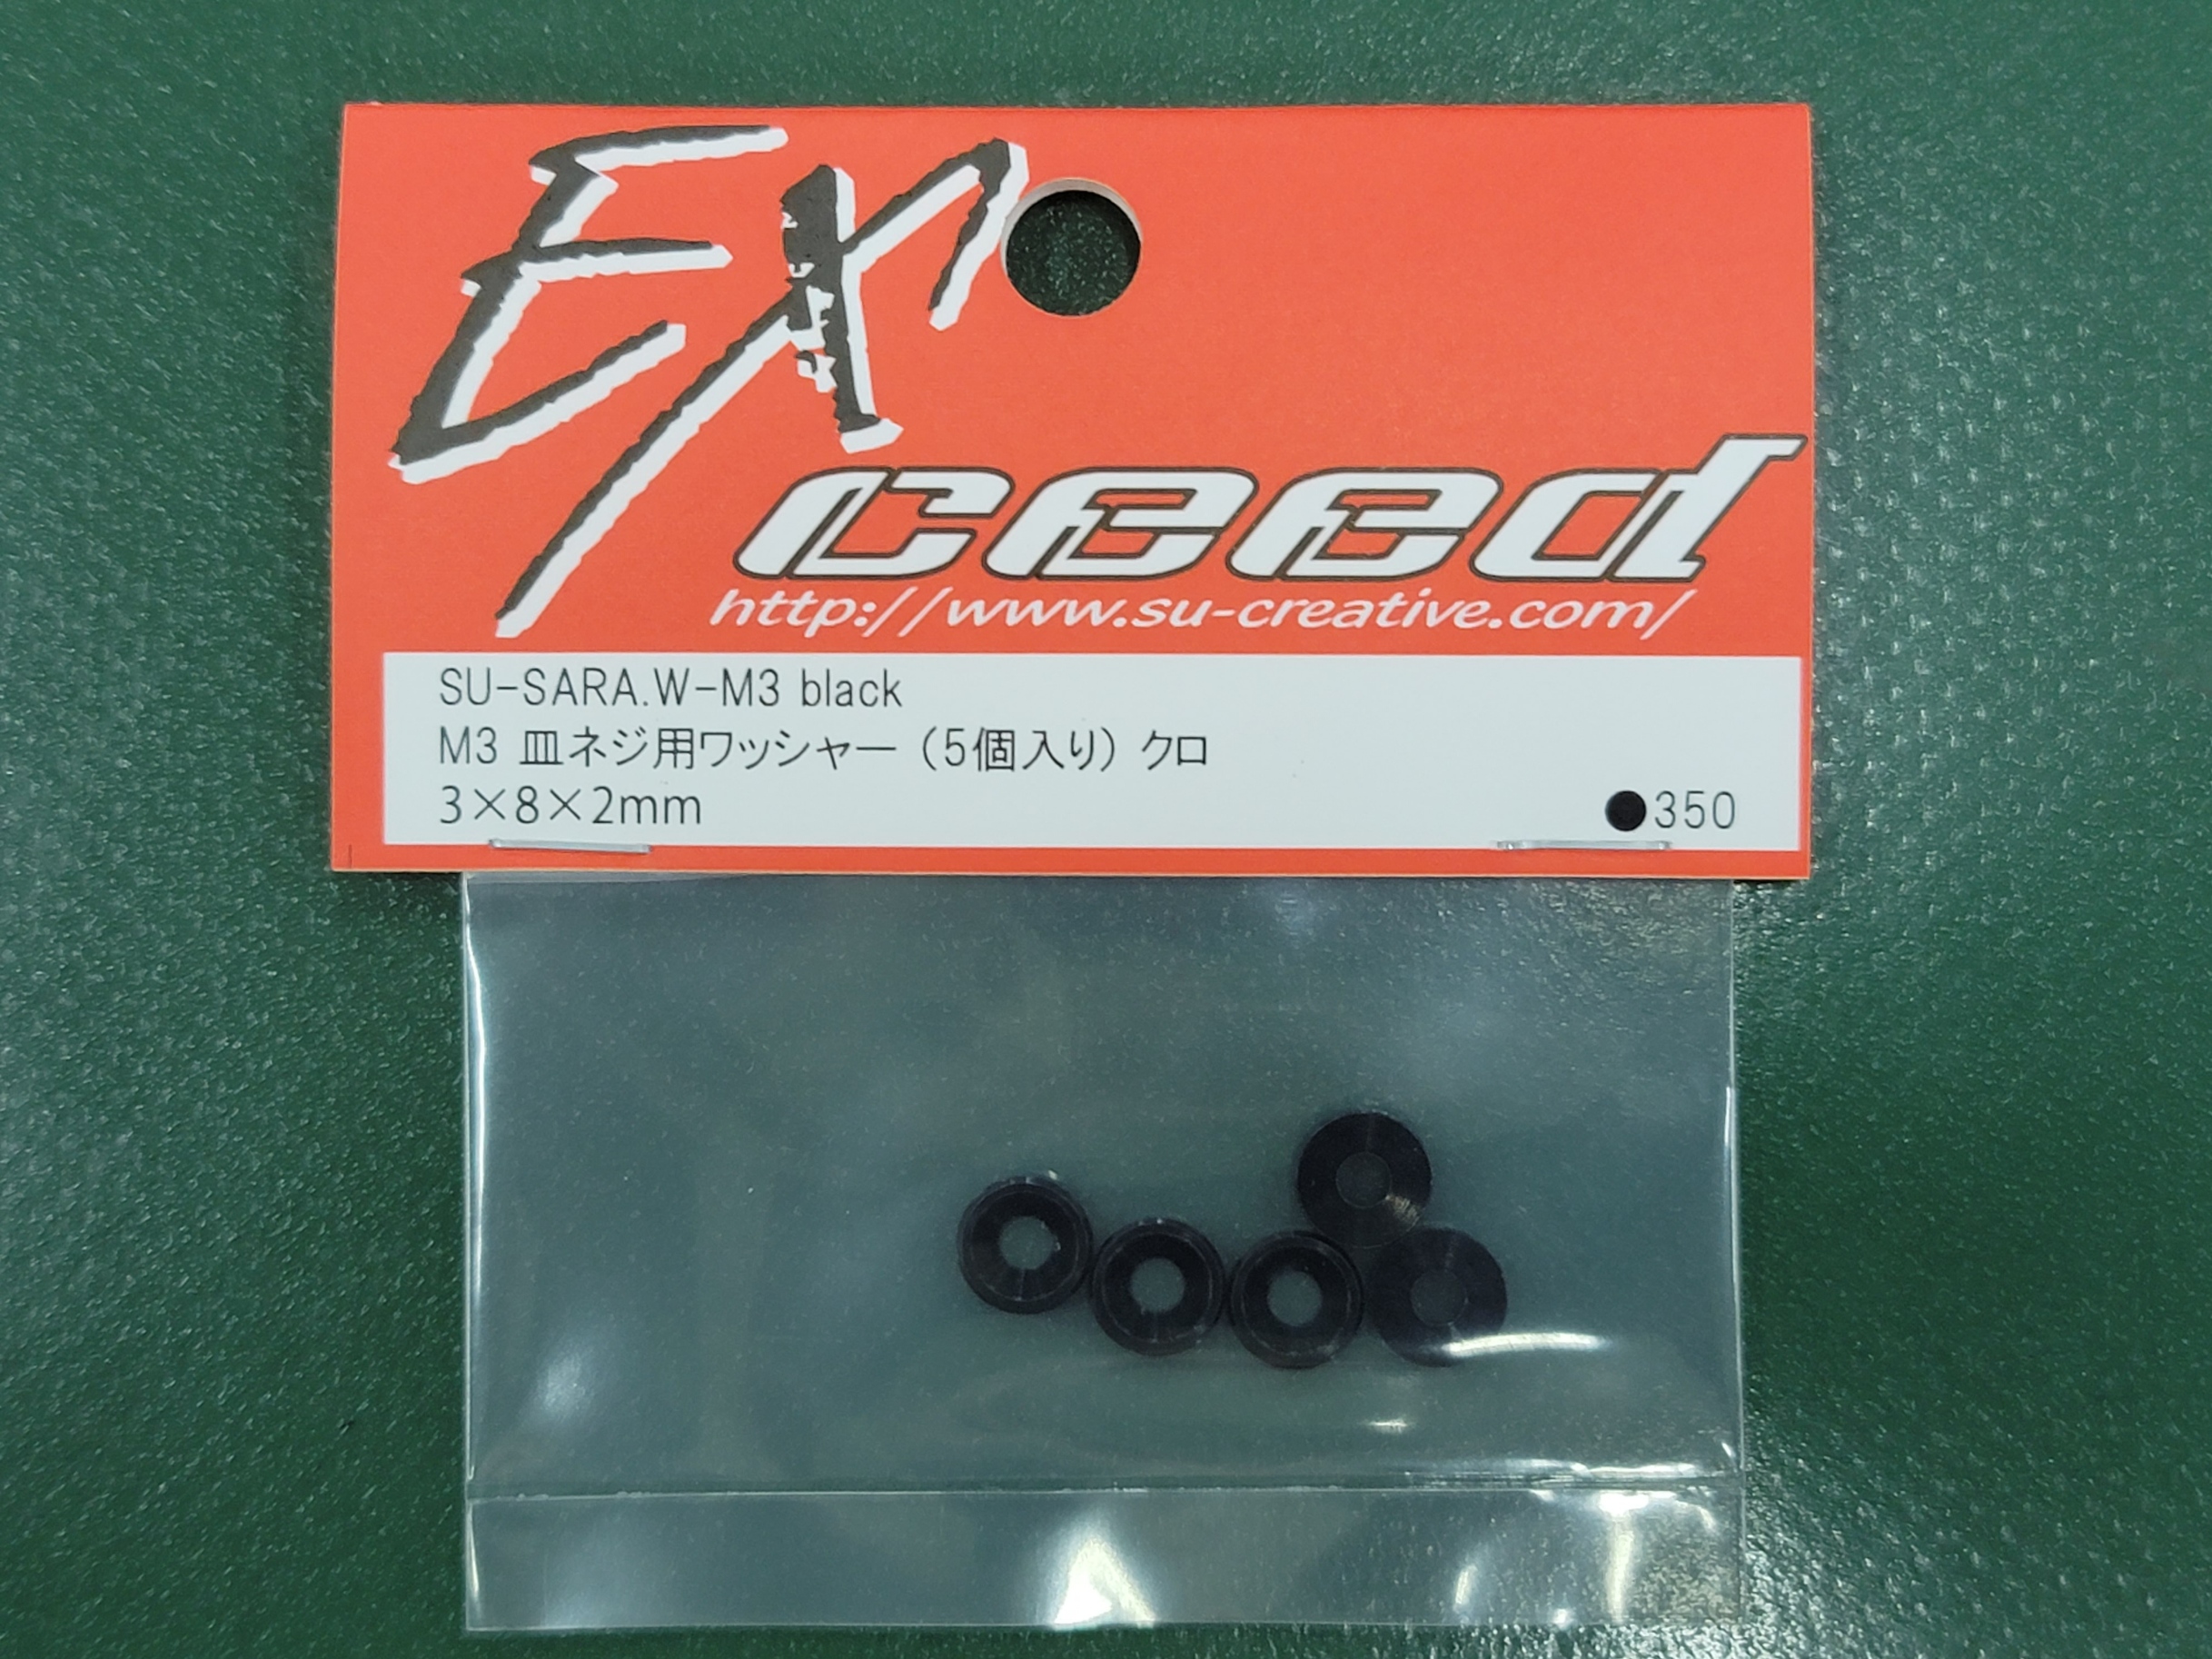 EX
ceed
http://www.su-creative.com/
SU-SARA.W-M3 black
M3 皿ネジ用ワッシャー（5個入り）クロ
3×8×2mm
●350